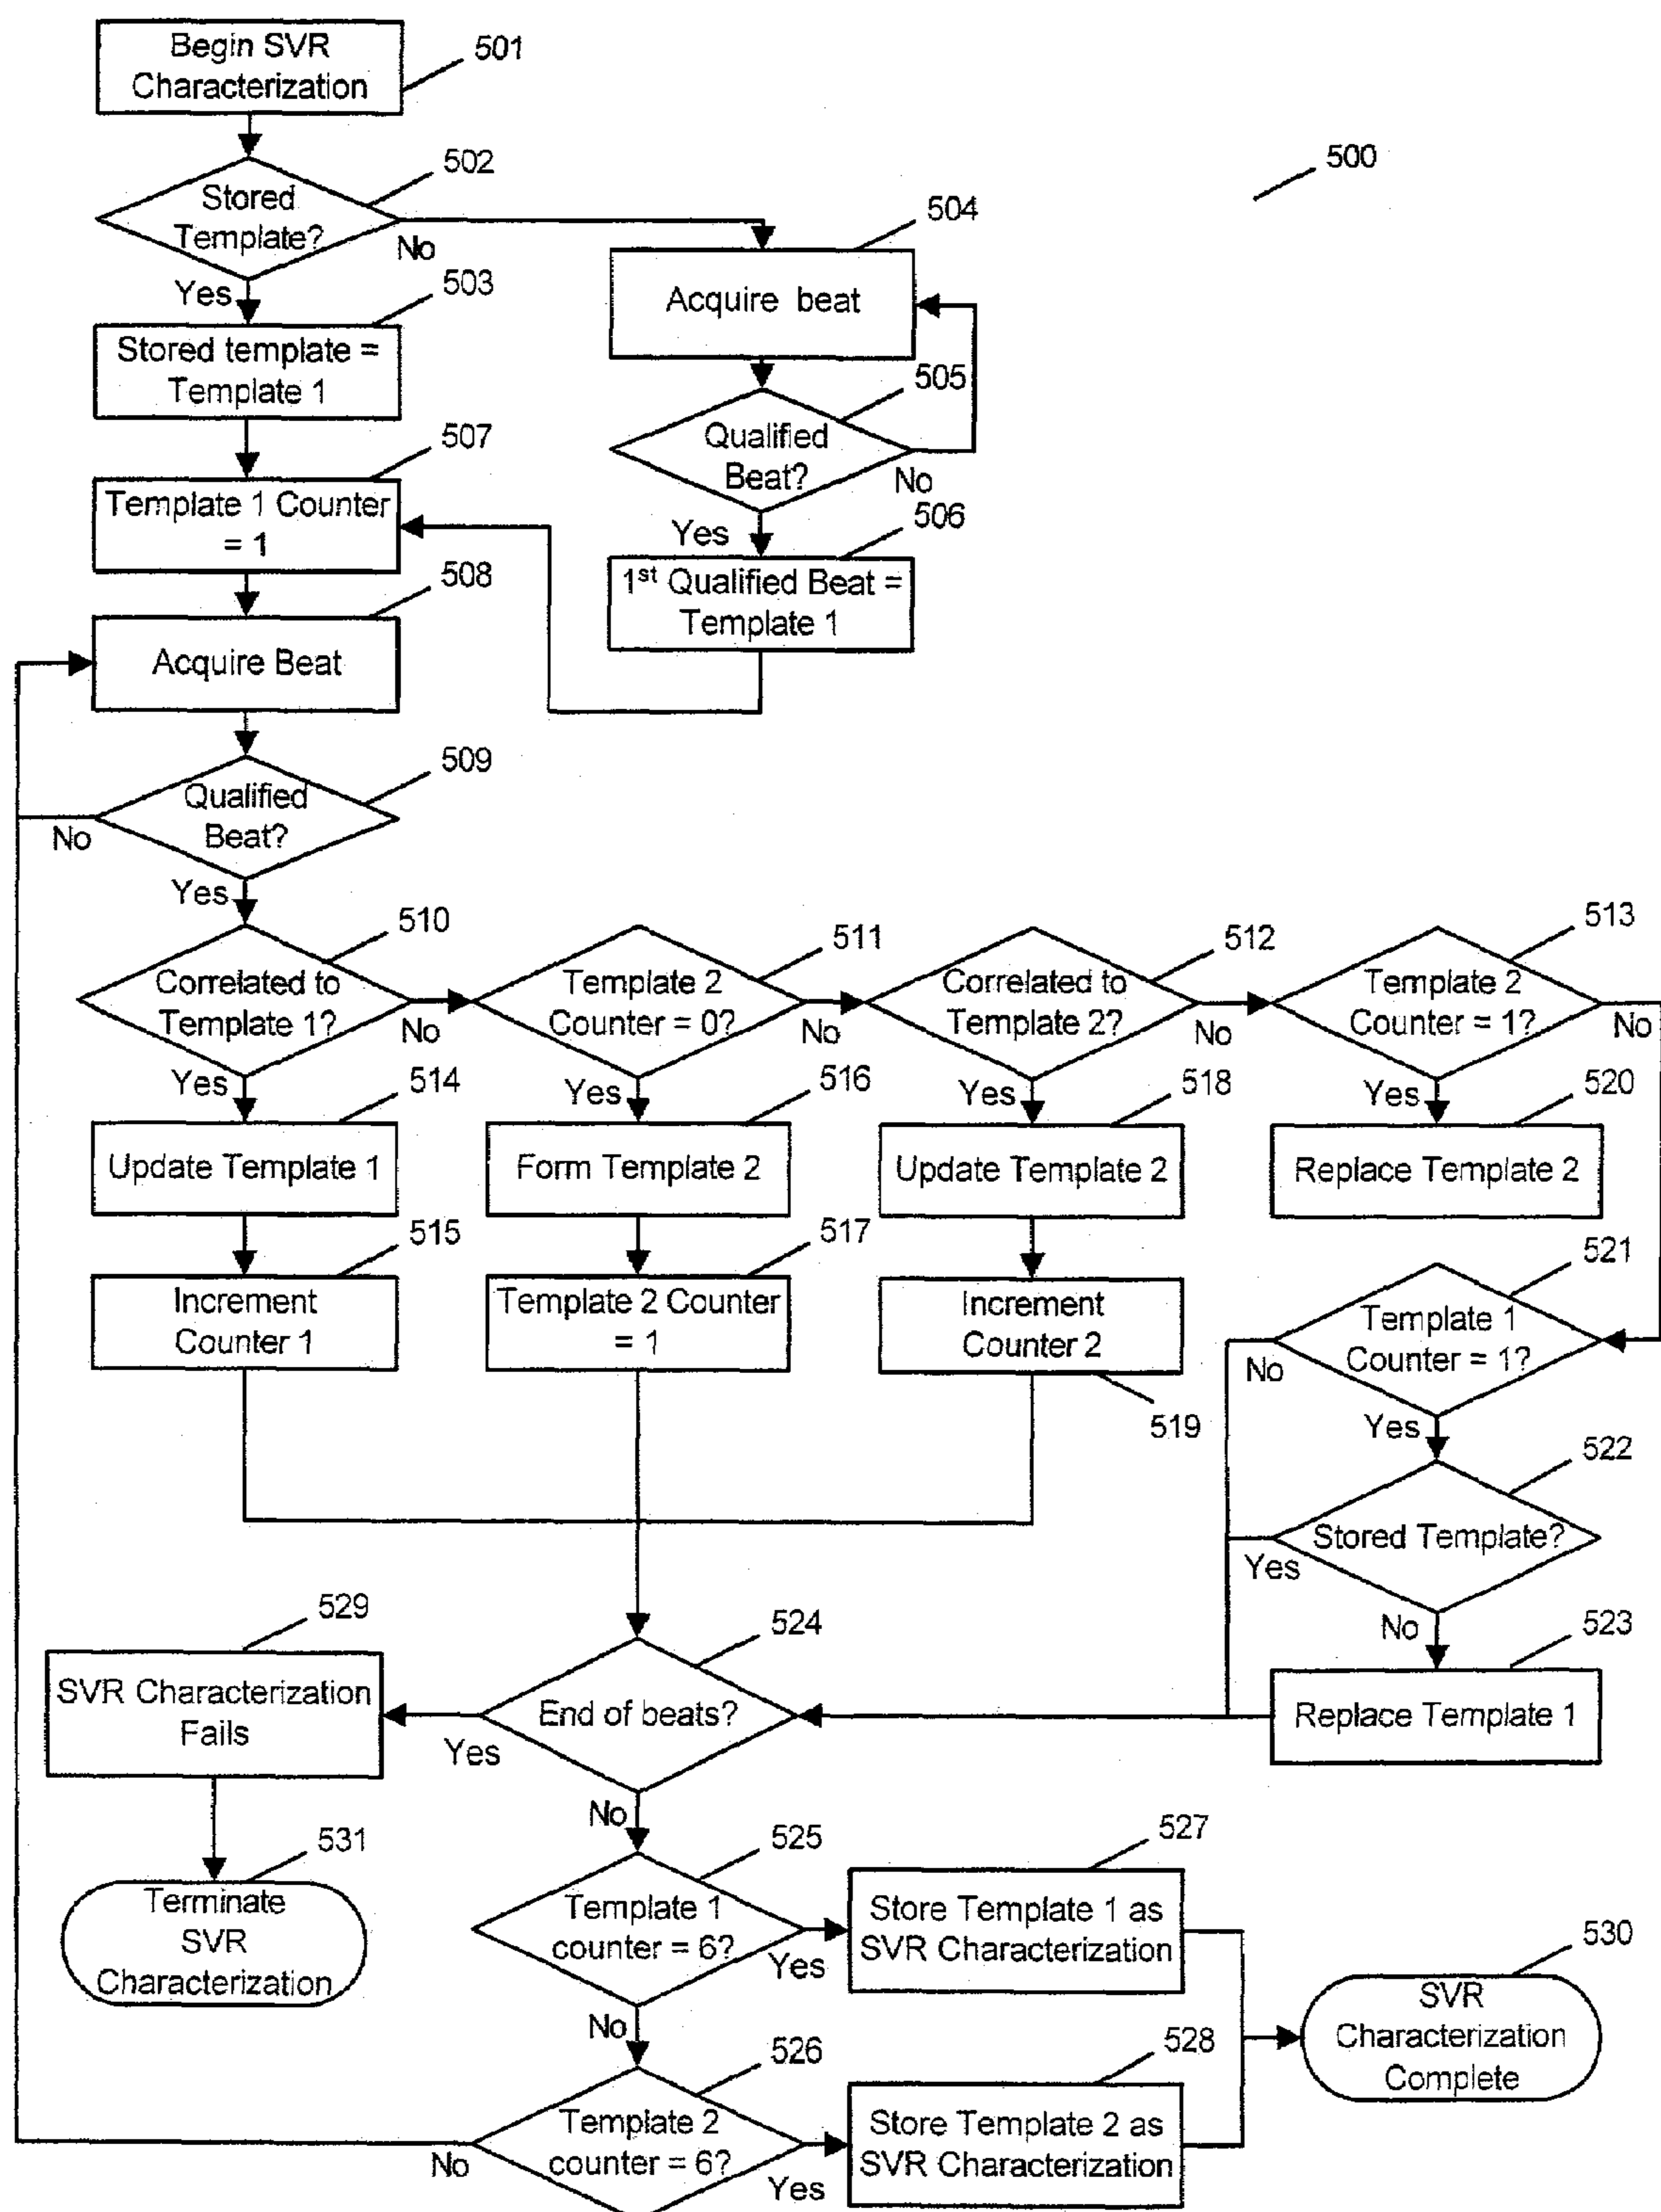 Begin SVR
Characterization
501
500
Stored
Template?
502
No
Yes
504
Acquire beat
503
Stored template =
Template 1
505
Qualified
Beat?
No
Yes
507
Template 1 Counter
= 1
506
1st Qualified Beat =
Template 1
508
Acquire Beat
509
Qualified
Beat?
No
Yes
510
Correlated to
Template 1?
No
Yes
511
Template 2
Counter = 0?
No
Yes
512
Correlated to
Template 2?
No
Yes
513
Template 2
Counter = 1?
No
Yes
514
Update Template 1
516
Form Template 2
518
Update Template 2
520
Replace Template 2
515
Increment
Counter 1
517
Template 2 Counter
= 1
Increment
Counter 2
519
521
Template 1
Counter = 1?
No
Yes
522
Stored Template?
Yes
No
523
Replace Template 1
529
SVR Characterization
Fails
524
End of beats?
Yes
No
531
Terminate
SVR
Characterization
525
Template 1
counter = 6?
Yes
No
527
Store Template 1 as
SVR Characterization
530
SVR
Characterization
Complete
526
Template 2
counter = 6?
No
Yes
528
Store Template 2 as
SVR Characterization